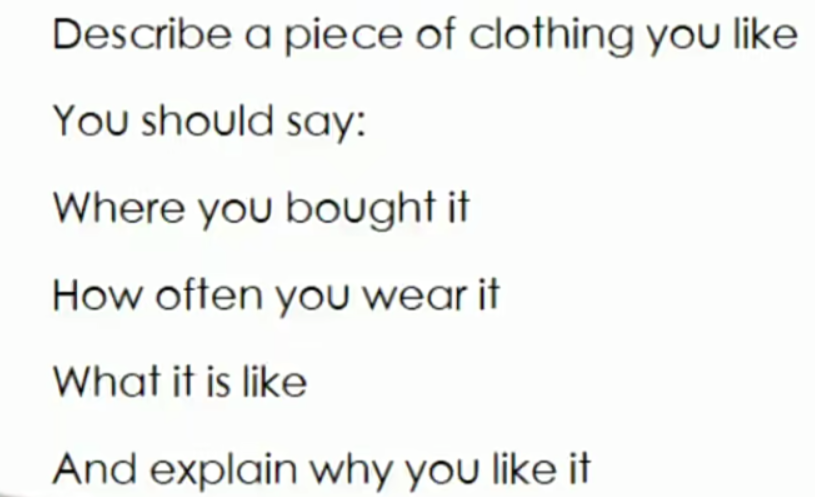 Describe a piece of clothing you like
You should say:
Where you bought it
How often you wear it
What it is like
And explain why you like it